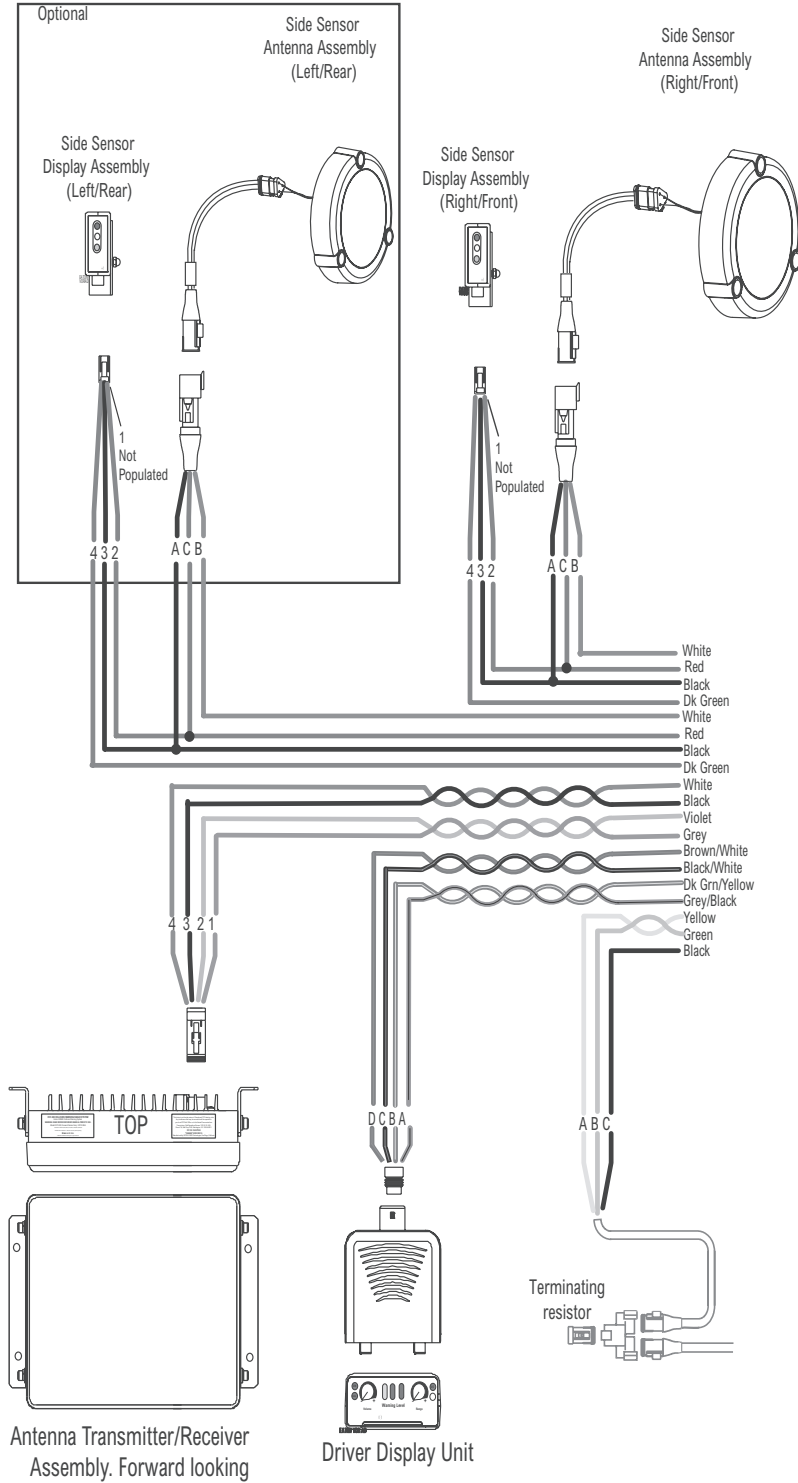 Optional
Side Sensor
Antenna Assembly
(Left/Rear)
Side Sensor
Antenna Assembly
(Right/Front)
Side Sensor
Display Assembly
(Left/Rear)
Side Sensor
Display Assembly
(Right/Front)
1
Not
Populated
1
Not
Populated
4 3 2
A C B
4 3 2
A C B
White
Red
Black
Dk Green
White
Red
Black
Dk Green
White
Black
Violet
Grey
Brown/White
Black/White
Dk Grn/Yellow
Grey/Black
Yellow
Green
Black
4 3 2 1
D C B A
A B C
TOP
Terminating
resistor
Warning Level
Antenna Transmitter/Receiver
Assembly. Forward looking
Driver Display Unit